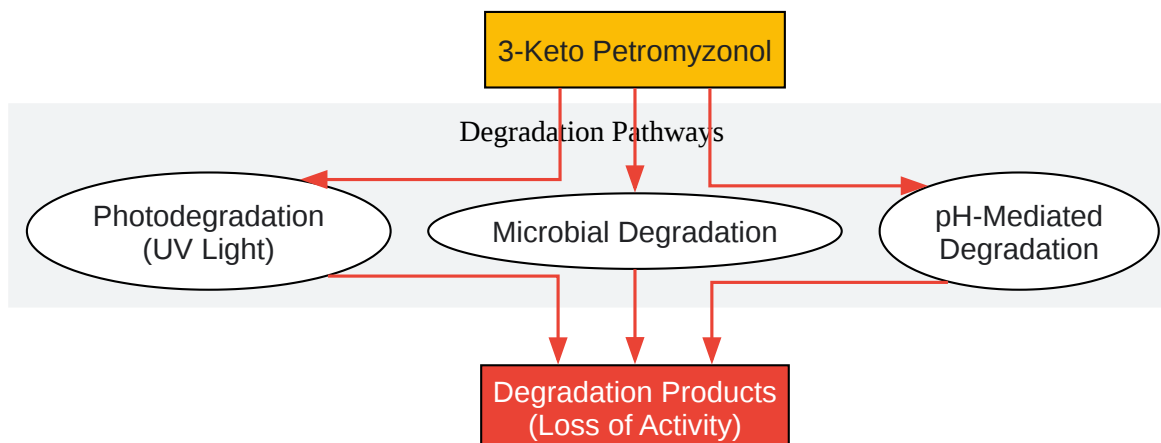 3-Keto Petromyzonol
Degradation Pathways
Photodegradation
(UV Light)
Microbial Degradation
pH-Mediated
Degradation
Degradation Products
(Loss of Activity)